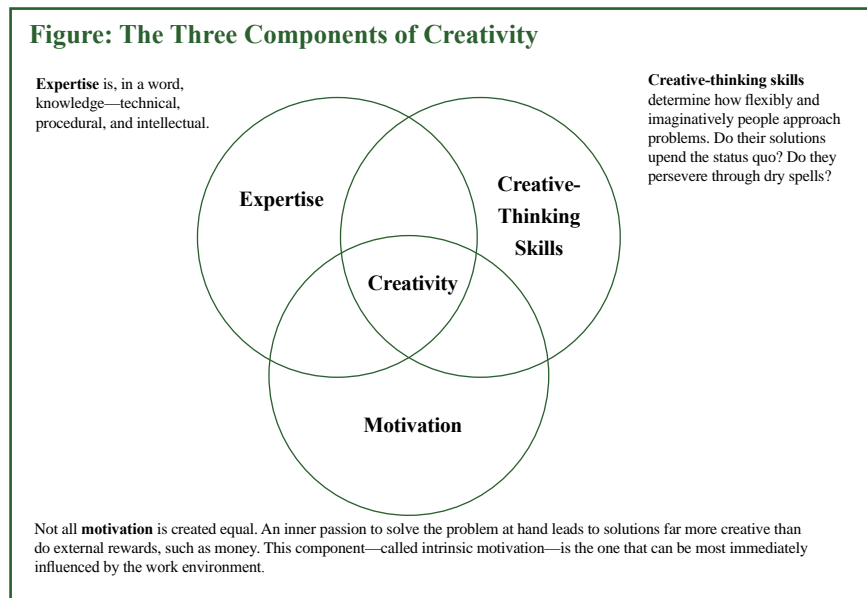 Figure: The Three Components of Creativity
Expertise is, in a word,
knowledge—technical,
procedural, and intellectual.
Creative-thinking skills
determine how flexibly and
imaginatively people approach
problems. Do their solutions
upend the status quo? Do they
persevere through dry spells?
Expertise
Creative-
Thinking
Skills
Creativity
Motivation
Not all motivation is created equal. An inner passion to solve the problem at hand leads to solutions far more creative than
do external rewards, such as money. This component—called intrinsic motivation—is the one that can be most immediately
influenced by the work environment.